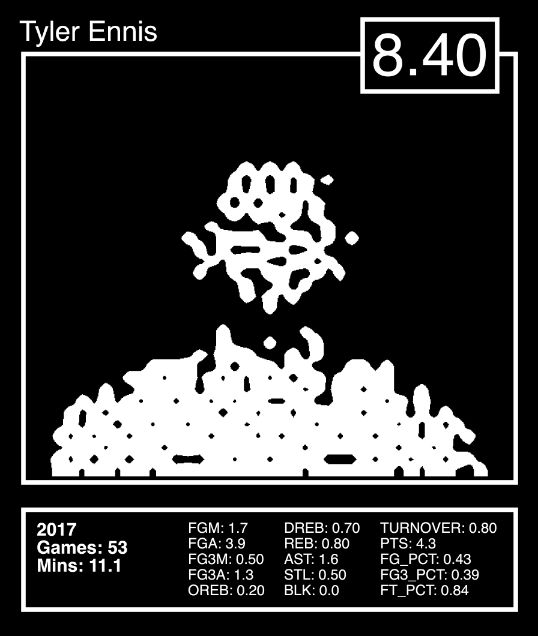 Tyler Ennis
8.40
2017
Games: 53
Mins: 11.1
FGM: 1.7
FGA: 3.9
FG3M: 0.50
FG3A: 1.3
OREB: 0.20
DREB: 0.70
REB: 0.80
AST: 1.6
STL: 0.50
BLK: 0.0
TURNOVER: 0.80
PTS: 4.3
FG_PCT: 0.43
FG3_PCT: 0.39
FT_PCT: 0.84